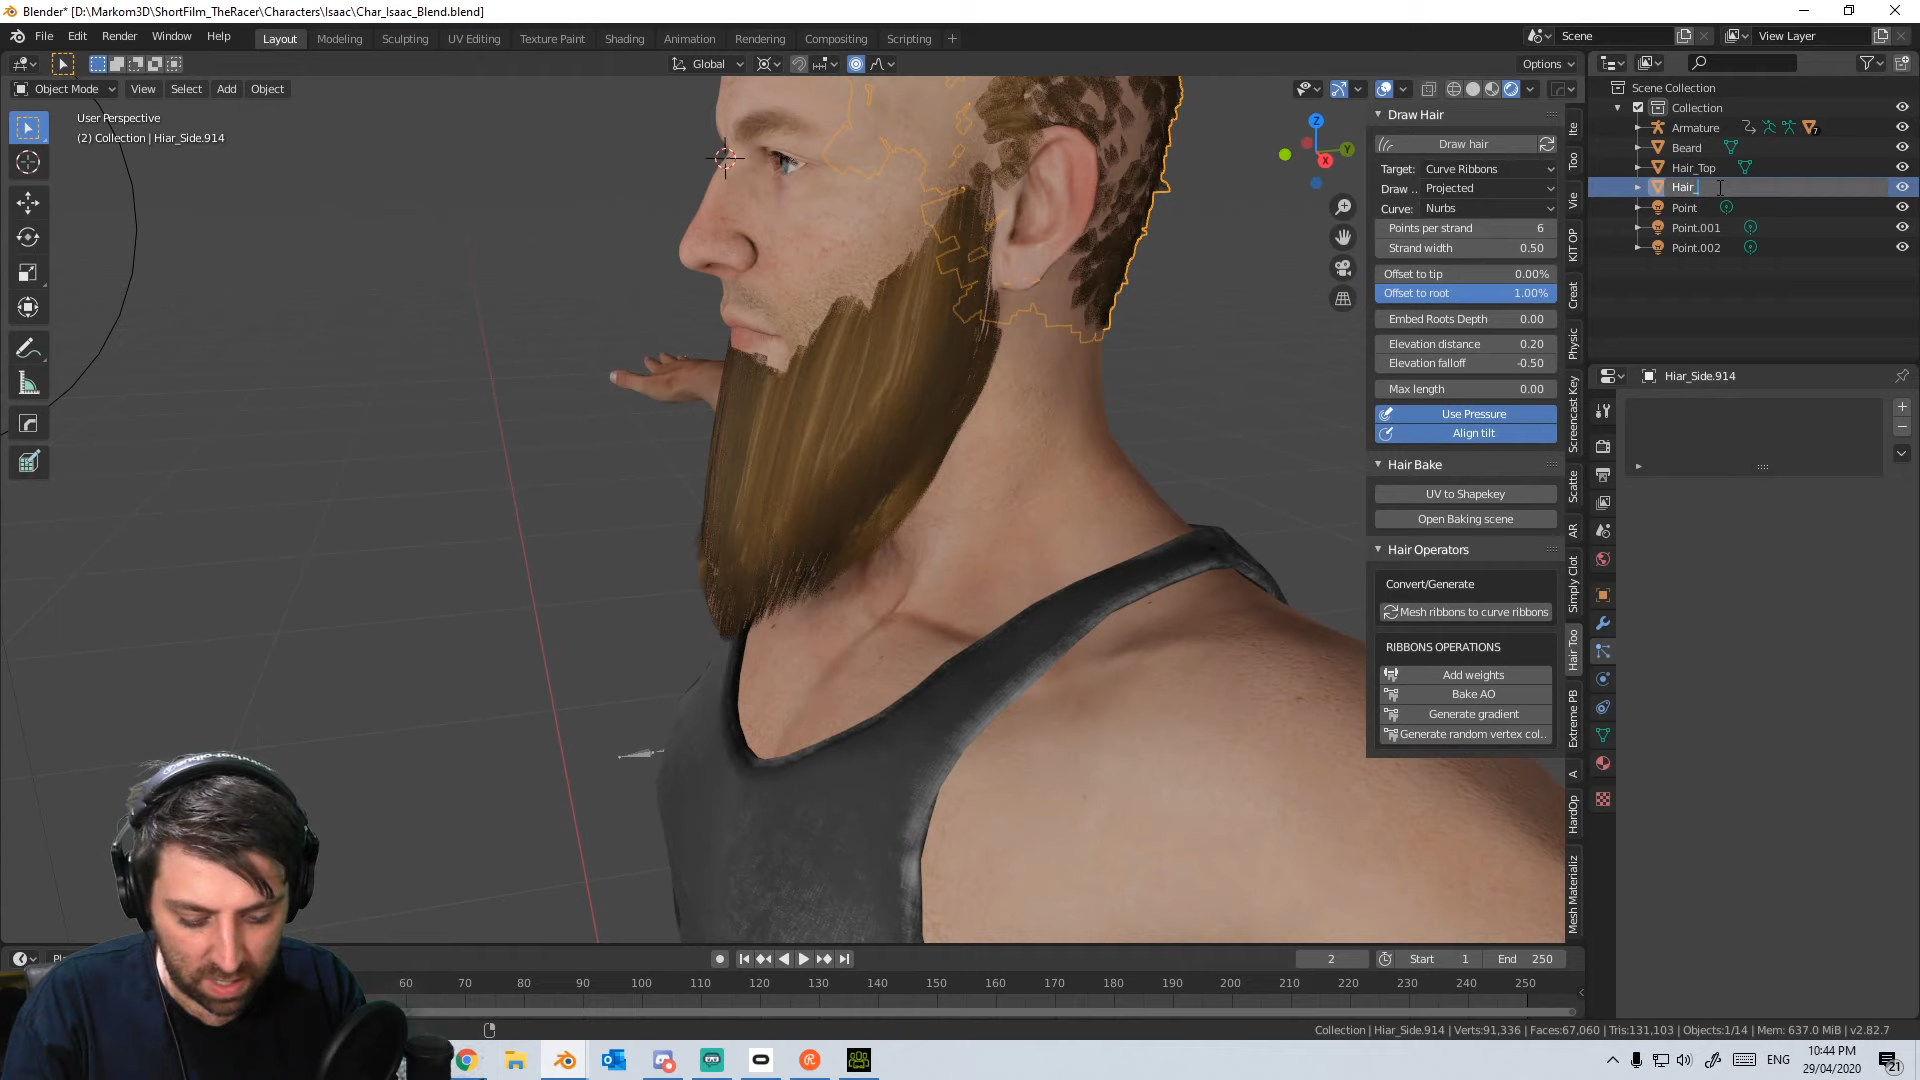 Blender* [D:\Markom3D\ShortFilm_TheRacer\Characters\Isaac\Char_Isaac_Blend.blend]
File Edit Render Window Help
Layout Modeling Sculpting UV Editing Texture Paint Shading Animation Rendering Compositing Scripting +
Scene View Layer
Global Options
Object Mode View Select Add Object
User Perspective
(2) Collection | Hiar_Side.914
Z
Y
X
Draw Hair
Draw hair
Target: Curve Ribbons
Draw .. Projected
Curve: Nurbs
Points per strand 6
Strand width 0.50
Offset to tip 0.00%
Offset to root 1.00%
Embed Roots Depth 0.00
Elevation distance 0.20
Elevation falloff -0.50
Max length 0.00
Use Pressure
Align tilt
Hair Bake
UV to Shapekey
Open Baking scene
Hair Operators
Convert/Generate
Mesh ribbons to curve ribbons
RIBBONS OPERATIONS
Add weights
Bake AO
Generate gradient
Generate random vertex col..
Ite
Too
Vie
KIT OP
Creat
Physic
Screencast Key
Scatte
AR
Simply Clot
Hair Too
Extreme PB
A
HardOp
Mesh Materializ
Scene Collection
Collection
Armature 7
Beard
Hair_Top
Hair_
Point
Point.001
Point.002
Hiar_Side.914
2 Start 1 End 250
60 70 80 90 100 110 120 130 140 150 160 170 180 190 200 210 220 230 240 250
Collection | Hiar_Side.914 | Verts:91,336 | Faces:67,060 | Tris:131,103 | Objects:1/14 | Mem: 637.0 MiB | v2.82.7
ENG
10:44 PM
29/04/2020
21